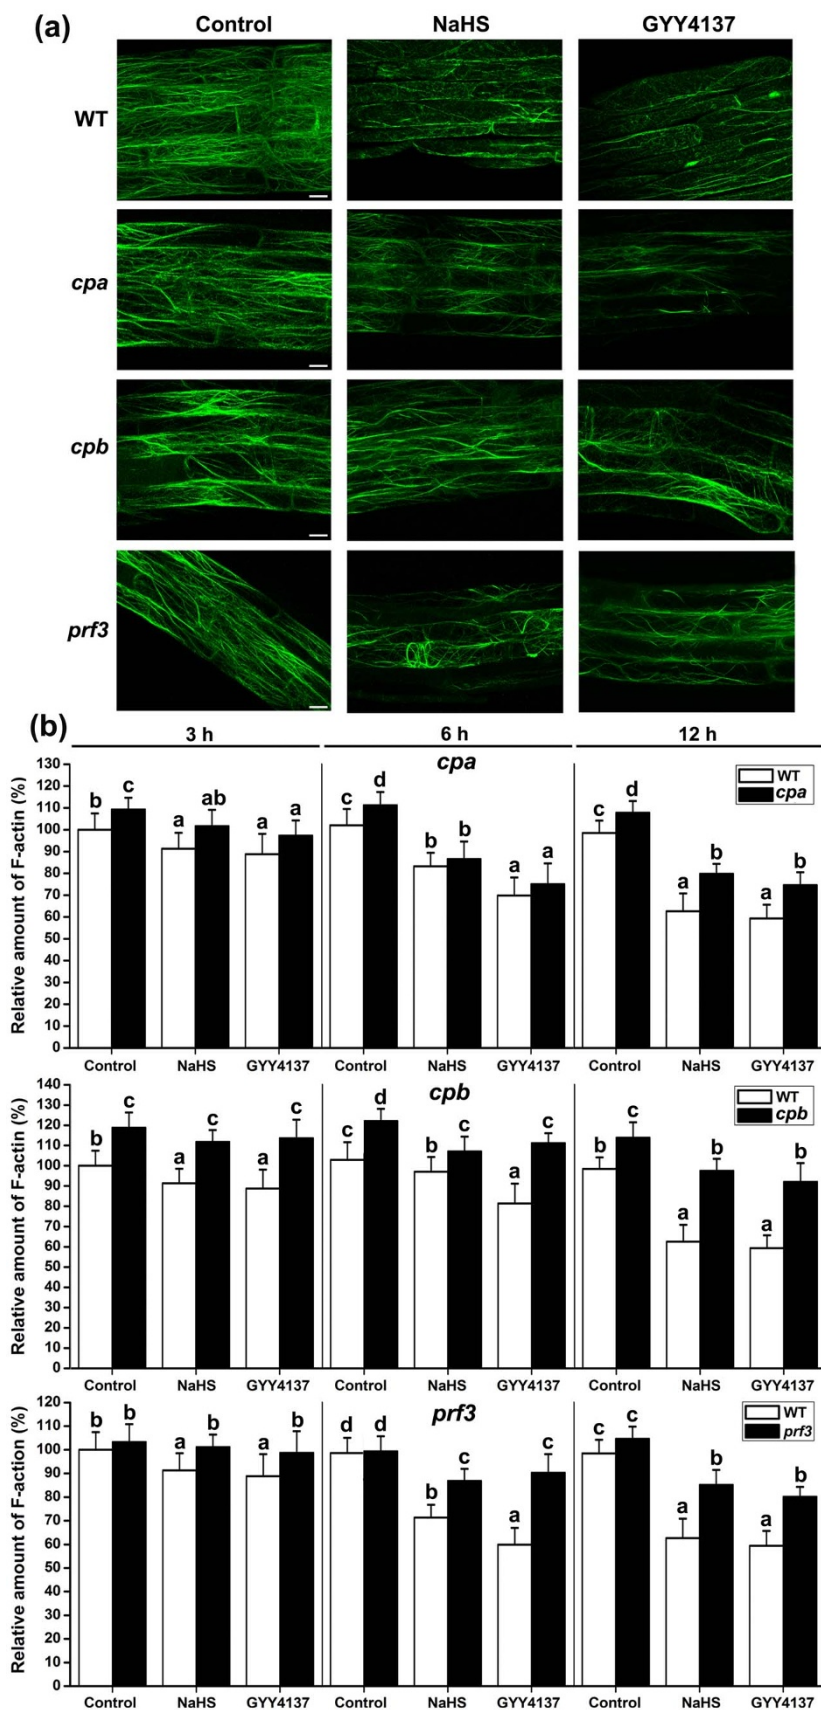 (a) Control NaHS GYY4137
WT
cpa
cpb
prf3
(b) 3 h 6 h 12 h
cpa
WT
cpa
Relative amount of F-actin (%)
130
120
110
100
90
80
70
60
50
40
30
20
10
0
b c a ab a a c d b b a a c d a b a b
Control NaHS GYY4137 Control NaHS GYY4137 Control NaHS GYY4137
cpb
WT
cpb
Relative amount of F-actin (%)
140
130
120
110
100
90
80
70
60
50
40
30
20
10
0
b c a c a c c d b c a c b c a b a b
Control NaHS GYY4137 Control NaHS GYY4137 Control NaHS GYY4137
prf3
WT
prf3
Relative amount of F-action (%)
120
110
100
90
80
70
60
50
40
30
20
10
0
b b a b a b d d b c a c c c a b a b
Control NaHS GYY4137 Control NaHS GYY4137 Control NaHS GYY4137